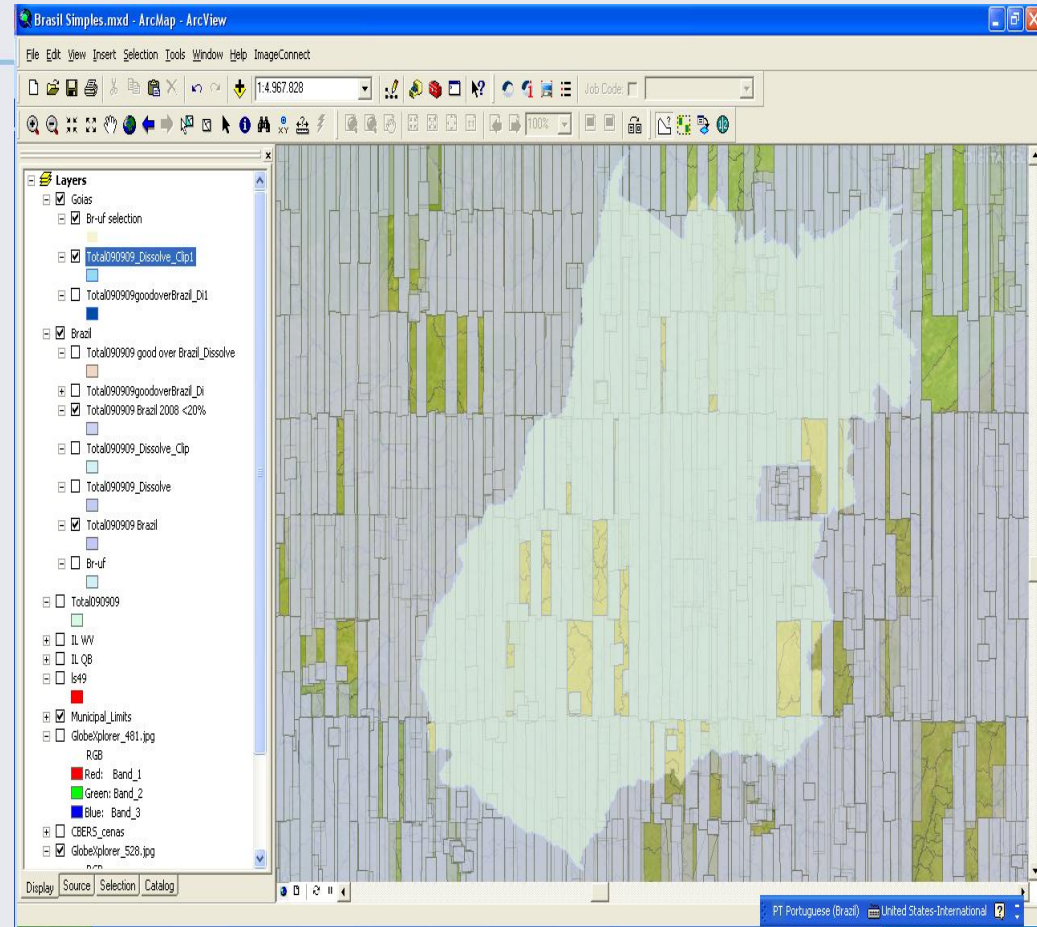 Brasil Simples.mxd - ArcMap - ArcView
File Edit View Insert Selection Tools Window Help ImageConnect
1:4.967.828
Job Code:
100%
Layers
Goias
Br-uf selection
Total090909_Dissolve_Clip1
Total090909goodoverBrazil_Di1
Brazil
Total090909 good over Brazil_Dissolve
Total090909goodoverBrazil_Di
Total090909 Brazil 2008 <20%
Total090909_Dissolve_Clip
Total090909_Dissolve
Total090909 Brazil
Br-uf
Total090909
IL WV
IL QB
ls49
Municipal_Limits
GlobeXplorer_481.jpg
RGB
Red: Band_1
Green: Band_2
Blue: Band_3
CBERS_cenas
GlobeXplorer_528.jpg
RGB
Display Source Selection Catalog
PT Portuguese (Brazil) United States-International